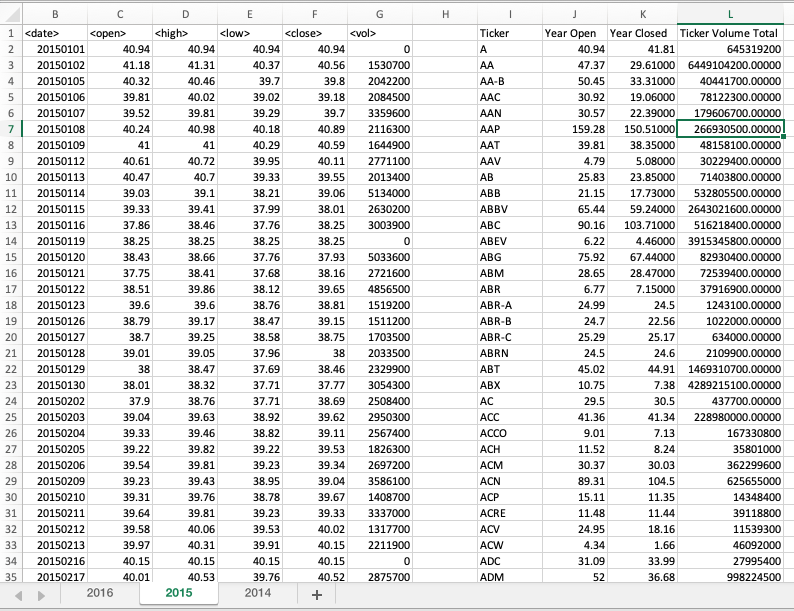 B C D E F G H I J K L
1 <date> <open> <high> <low> <close> <vol> Ticker Year Open Year Closed Ticker Volume Total
2 20150101 40.94 40.94 40.94 40.94 0 A 40.94 41.81 645319200
3 20150102 41.18 41.31 40.37 40.56 1530700 AA 47.37 29.61000 6449104200.00000
4 20150105 40.32 40.46 39.7 39.8 2042200 AA-B 50.45 33.31000 40441700.00000
5 20150106 39.81 40.02 39.02 39.18 2084500 AAC 30.92 19.06000 78122300.00000
6 20150107 39.52 39.81 39.29 39.7 3359600 AAN 30.57 22.39000 179606700.00000
7 20150108 40.24 40.98 40.18 40.89 2116300 AAP 159.28 150.51000 266930500.00000
8 20150109 41 41 40.29 40.59 1644900 AAT 39.81 38.35000 48158100.00000
9 20150112 40.61 40.72 39.95 40.11 2771100 AAV 4.79 5.08000 30229400.00000
10 20150113 40.47 40.7 39.33 39.55 2013400 AB 25.83 23.85000 71403800.00000
11 20150114 39.03 39.1 38.21 39.06 5134000 ABB 21.15 17.73000 532805500.00000
12 20150115 39.33 39.41 37.99 38.01 2630200 ABBV 65.44 59.24000 2643021600.00000
13 20150116 37.86 38.46 37.76 38.25 3003900 ABC 90.16 103.71000 516218400.00000
14 20150119 38.25 38.25 38.25 38.25 0 ABEV 6.22 4.46000 3915345800.00000
15 20150120 38.43 38.66 37.76 37.93 5033600 ABG 75.92 67.44000 82930400.00000
16 20150121 37.75 38.41 37.68 38.16 2721600 ABM 28.65 28.47000 72539400.00000
17 20150122 38.51 39.86 38.12 39.65 4856500 ABR 6.77 7.15000 37916900.00000
18 20150123 39.6 39.6 38.76 38.81 1519200 ABR-A 24.99 24.5 1243100.00000
19 20150126 38.79 39.17 38.47 39.15 1511200 ABR-B 24.7 22.56 1022000.00000
20 20150127 38.7 39.25 38.58 38.75 1703500 ABR-C 25.29 25.17 634000.00000
21 20150128 39.01 39.05 37.96 38 2033500 ABRN 24.5 24.6 2109900.00000
22 20150129 38 38.47 37.69 38.46 2329900 ABT 45.02 44.91 1469310700.00000
23 20150130 38.01 38.32 37.71 37.77 3054300 ABX 10.75 7.38 4289215100.00000
24 20150202 37.9 38.76 37.71 38.69 2508400 AC 29.5 30.5 437700.00000
25 20150203 39.04 39.63 38.92 39.62 2950300 ACC 41.36 41.34 228980000.00000
26 20150204 39.33 39.46 38.82 39.11 2567400 ACCO 9.01 7.13 167330800
27 20150205 39.22 39.82 39.22 39.53 1826300 ACH 11.52 8.24 35801000
28 20150206 39.54 39.81 39.23 39.34 2697200 ACM 30.37 30.03 362299600
29 20150209 39.23 39.43 38.95 39.04 3586100 ACN 89.31 104.5 625655000
30 20150210 39.31 39.76 38.78 39.67 1408700 ACP 15.11 11.35 14348400
31 20150211 39.64 39.81 39.23 39.33 3337000 ACRE 11.48 11.44 39118800
32 20150212 39.58 40.06 39.53 40.02 1317700 ACV 24.95 18.16 11539300
33 20150213 39.97 40.31 39.91 40.15 2211900 ACW 4.34 1.66 46092000
34 20150216 40.15 40.15 40.15 40.15 0 ADC 31.09 33.99 27995400
35 20150217 40.01 40.53 39.76 40.52 2875700 ADM 52 36.68 998224500
2016 2015 2014 +